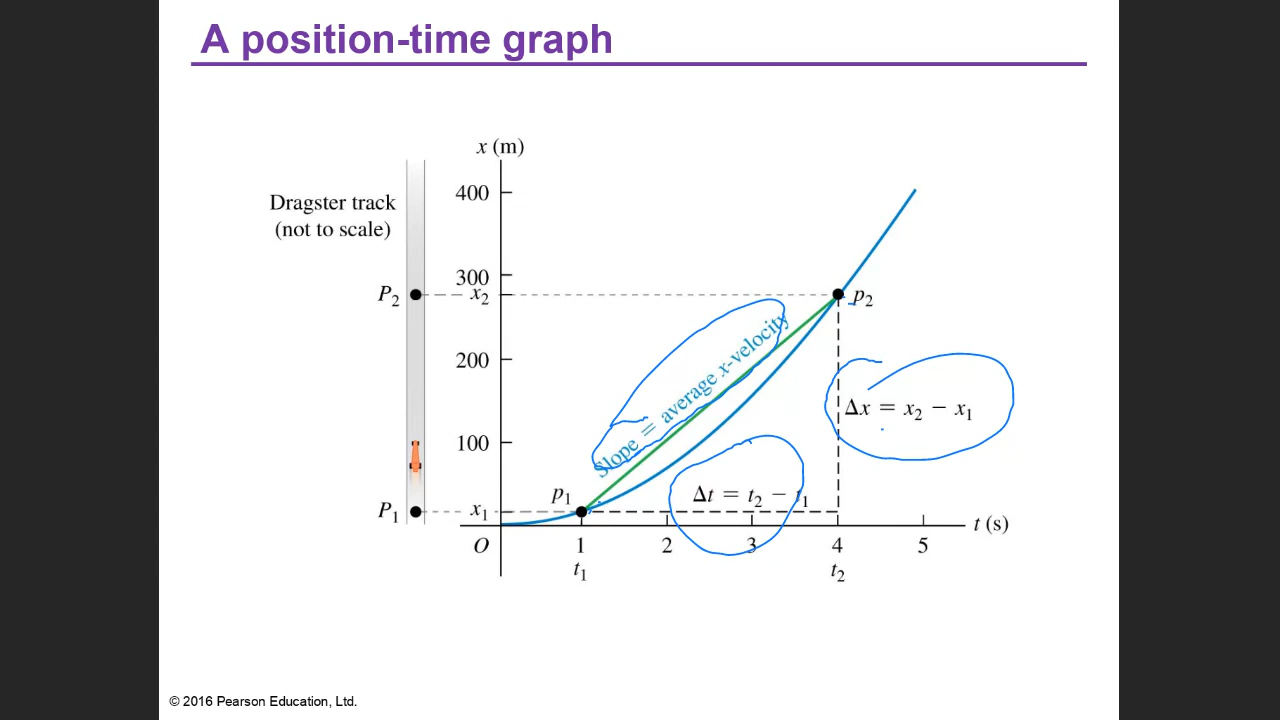 A position-time graph
x (m)
400
Dragster track
(not to scale)
300
P₂
x₂
p₂
Slope = average x-velocity
200
Δx = x₂ − x₁
100
p₁
Δt = t₂ − t₁
P₁
x₁
t (s)
O 1 2 3 4 5
t₁ t₂
© 2016 Pearson Education, Ltd.